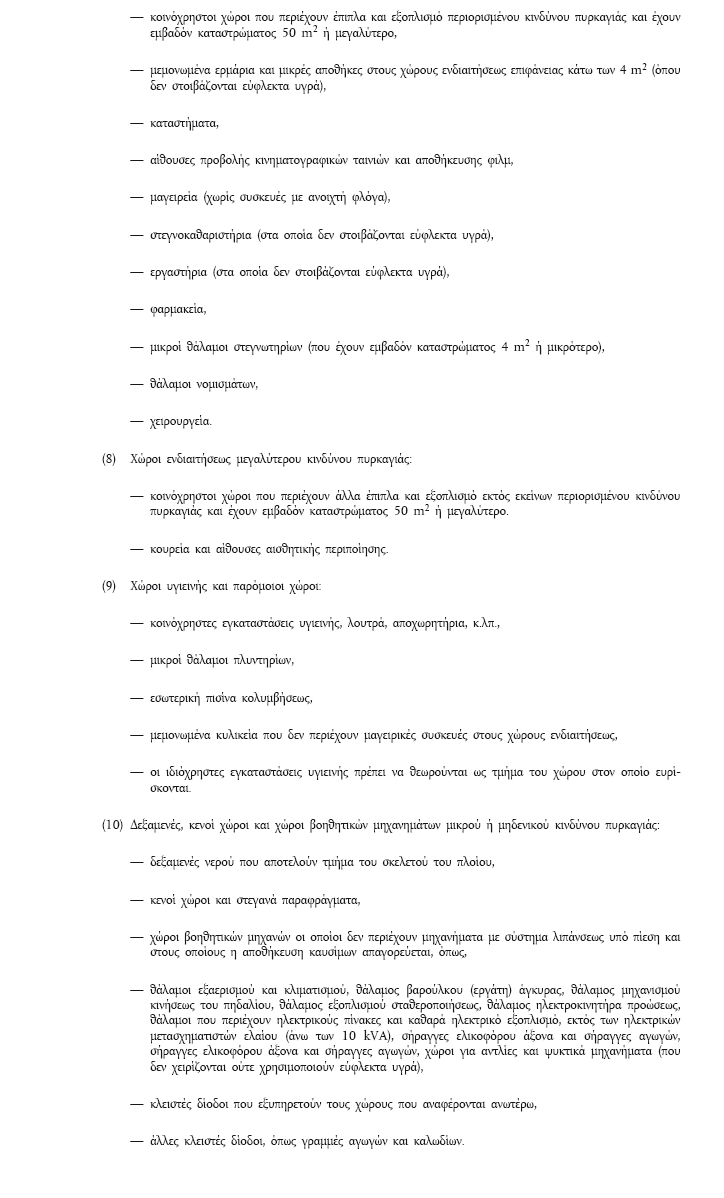 — κοινόχρηστοι χώροι που περιέχουν έπιπλα και εξοπλισμό περιορισμένου κινδύνου πυρκαγιάς και έχουν
εμβαδόν καταστρώματος 50 m² ή μεγαλύτερο,
— μεμονωμένα ερμάρια και μικρές αποθήκες στους χώρους ενδιαιτήσεως επιφάνειας κάτω των 4 m² (όπου
δεν στοιβάζονται εύφλεκτα υγρά),
— καταστήματα,
— αίθουσες προβολής κινηματογραφικών ταινιών και αποθήκευσης φιλμ,
— μαγειρεία (χωρίς συσκευές με ανοιχτή φλόγα),
— στεγνοκαθαριστήρια (στα οποία δεν στοιβάζονται εύφλεκτα υγρά),
— εργαστήρια (στα οποία δεν στοιβάζονται εύφλεκτα υγρά),
— φαρμακεία,
— μικροί θάλαμοι στεγνωτηρίων (που έχουν εμβαδόν καταστρώματος 4 m² ή μικρότερο),
— θάλαμοι νομισμάτων,
— χειρουργεία.
(8) Χώροι ενδιαιτήσεως μεγαλύτερου κινδύνου πυρκαγιάς:
— κοινόχρηστοι χώροι που περιέχουν άλλα έπιπλα και εξοπλισμό εκτός εκείνων περιορισμένου κινδύνου
πυρκαγιάς και έχουν εμβαδόν καταστρώματος 50 m² ή μεγαλύτερο.
— κουρεία και αίθουσες αισθητικής περιποίησης.
(9) Χώροι υγιεινής και παρόμοιοι χώροι:
— κοινόχρηστες εγκαταστάσεις υγιεινής, λουτρά, αποχωρητήρια, κ.λπ.,
— μικροί θάλαμοι πλυντηρίων,
— εσωτερική πισίνα κολυμβήσεως,
— μεμονωμένα κυλικεία που δεν περιέχουν μαγειρικές συσκευές στους χώρους ενδιαιτήσεως,
— οι ιδιόχρηστες εγκαταστάσεις υγιεινής πρέπει να θεωρούνται ως τμήμα του χώρου στον οποίο ευρί-
σκονται.
(10) Δεξαμενές, κενοί χώροι και χώροι βοηθητικών μηχανημάτων μικρού ή μηδενικού κινδύνου πυρκαγιάς:
— δεξαμενές νερού που αποτελούν τμήμα του σκελετού του πλοίου,
— κενοί χώροι και στεγανά παραφράγματα,
— χώροι βοηθητικών μηχανών οι οποίοι δεν περιέχουν μηχανήματα με σύστημα λιπάνσεως υπό πίεση και
στους οποίους η αποθήκευση καυσίμων απαγορεύεται, όπως,
— θάλαμοι εξαερισμού και κλιματισμού, θάλαμος βαρούλκου (εργάτη) άγκυρας, θάλαμος μηχανισμού
κινήσεως του πηδαλίου, θάλαμος εξοπλισμού σταθεροποιήσεως, θάλαμος ηλεκτροκινητήρα προώσεως,
θάλαμοι που περιέχουν ηλεκτρικούς πίνακες και καθαρά ηλεκτρικό εξοπλισμό, εκτός των ηλεκτρικών
μετασχηματιστών ελαίου (άνω των 10 kVA), σήραγγες ελικοφόρου άξονα και σήραγγες αγωγών,
σήραγγες ελικοφόρου άξονα και σήραγγες αγωγών, χώροι για αντλίες και ψυκτικά μηχανήματα (που
δεν χειρίζονται ούτε χρησιμοποιούν εύφλεκτα υγρά),
— κλειστές δίοδοι που εξυπηρετούν τους χώρους που αναφέρονται ανωτέρω,
— άλλες κλειστές δίοδοι, όπως γραμμές αγωγών και καλωδίων.